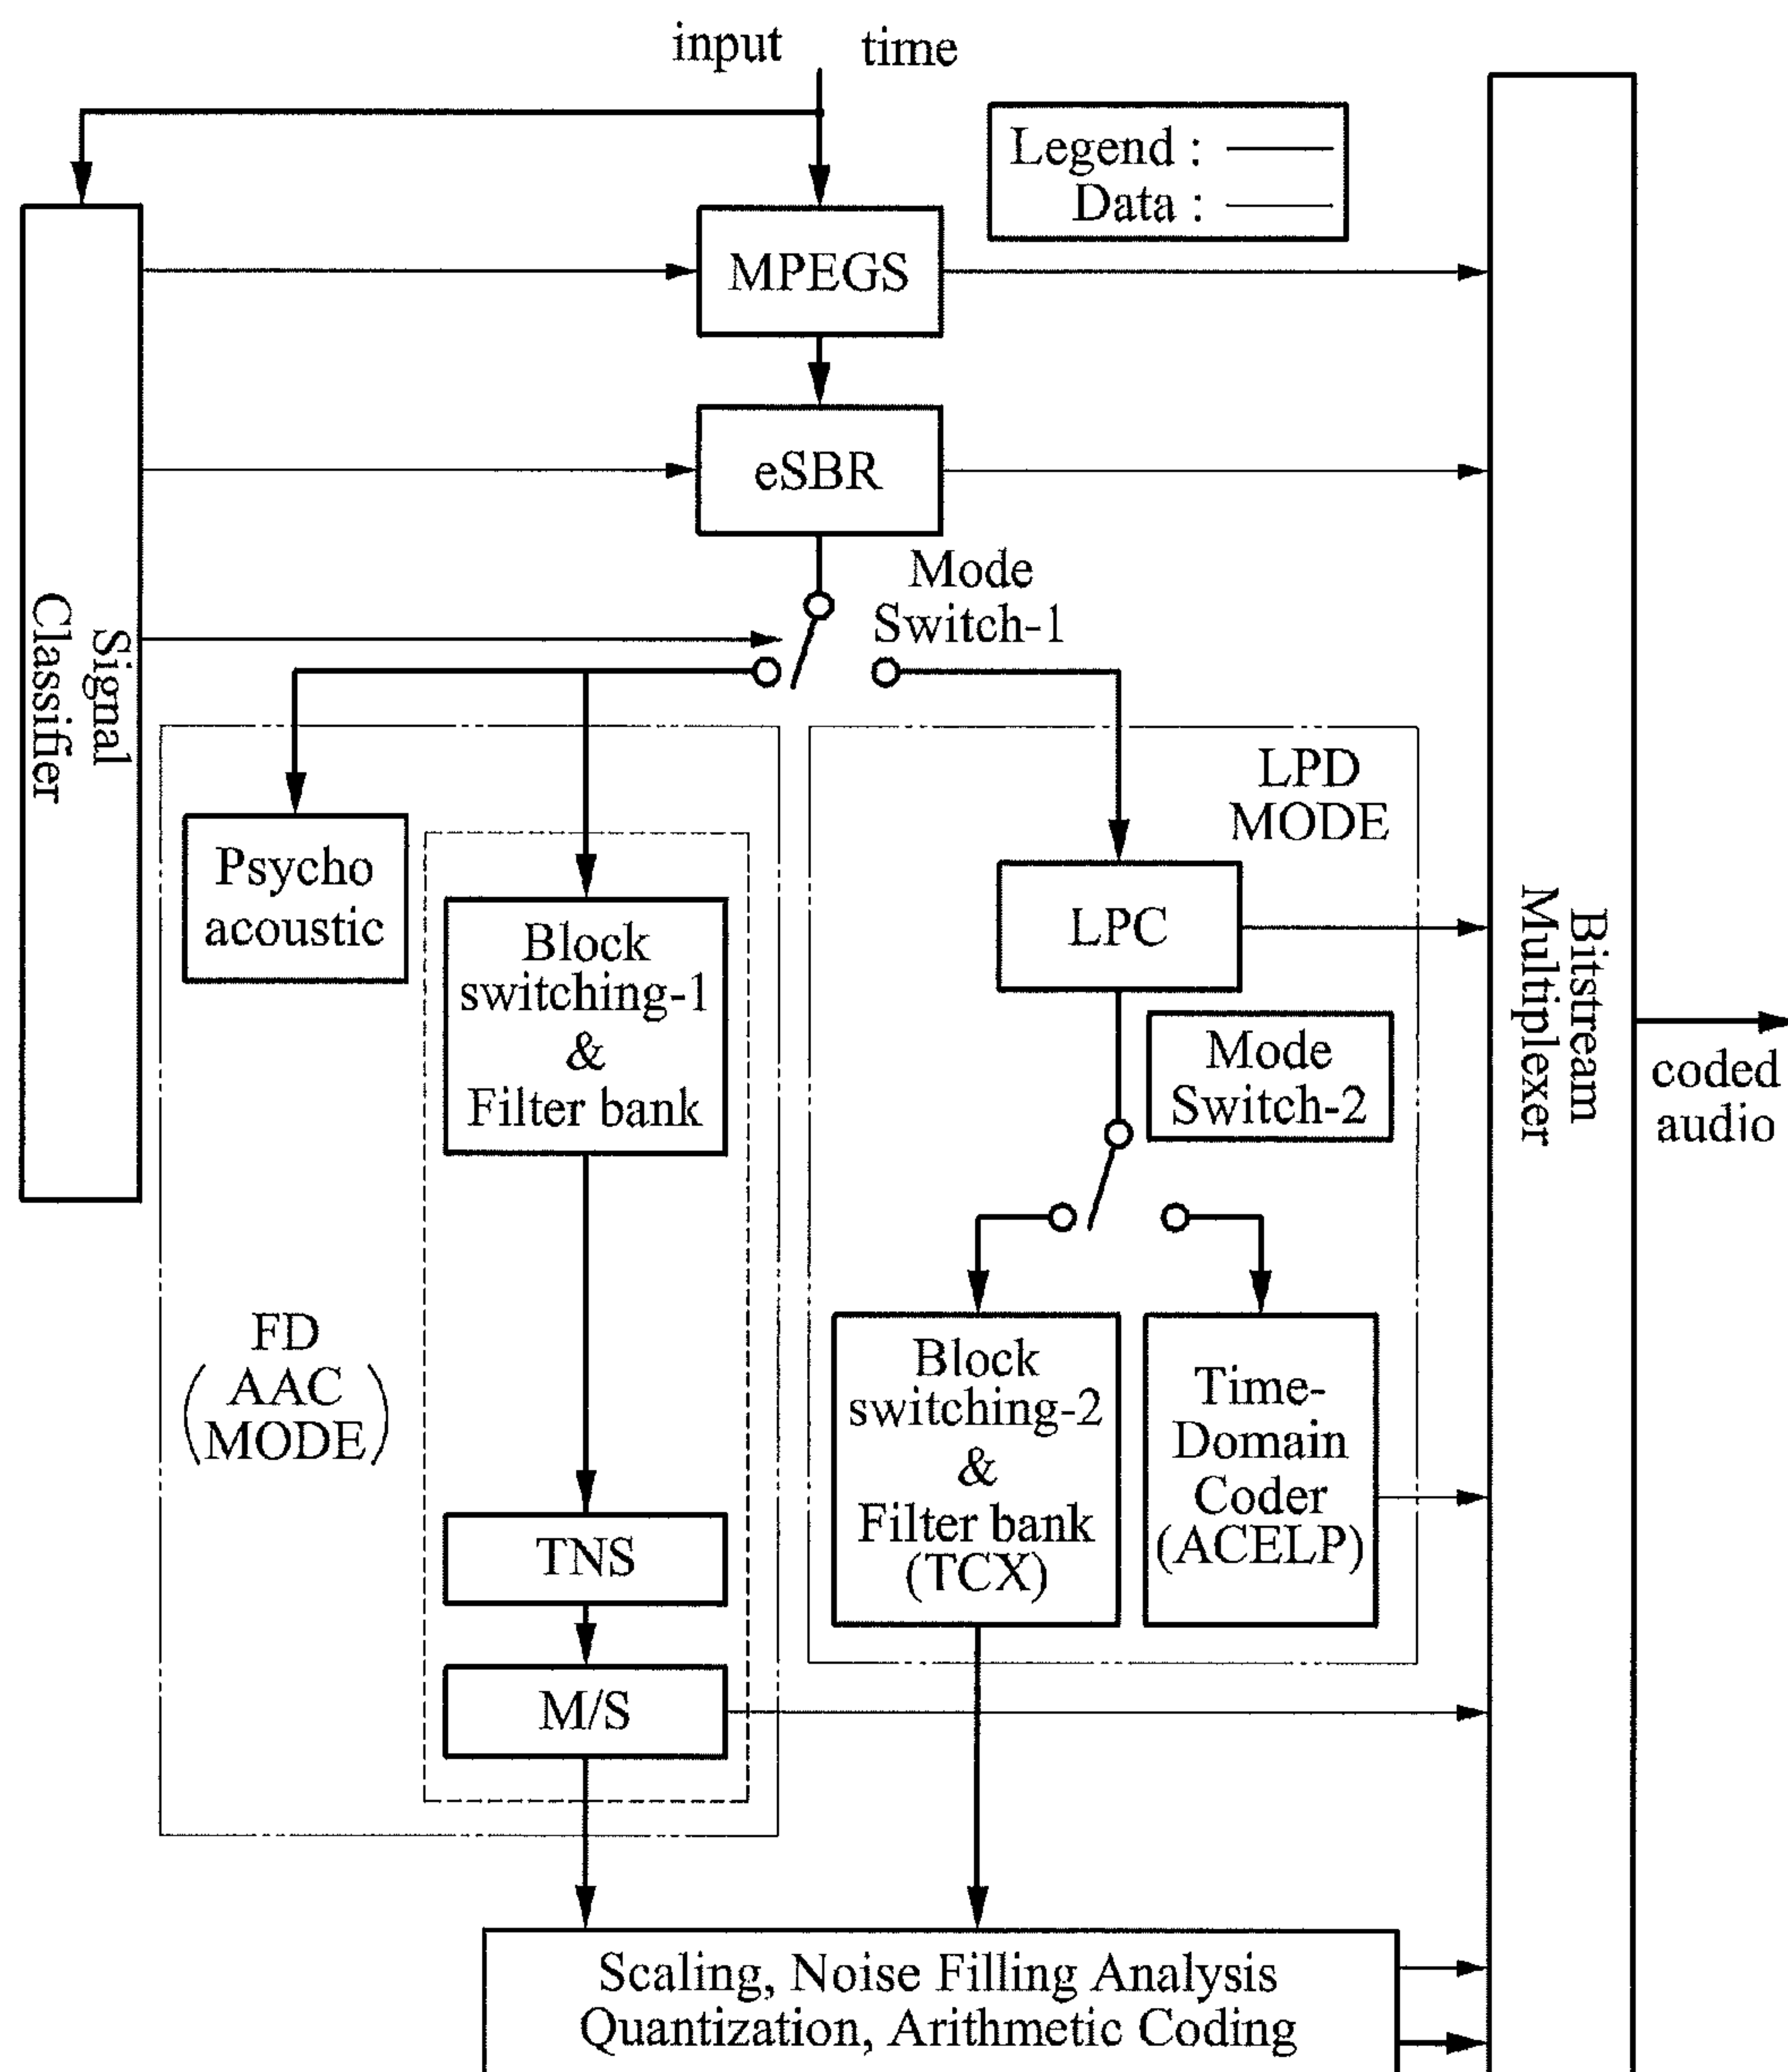 input time
Legend :
Data :
MPEGS
eSBR
Mode
Switch-1
Signal
Classifier
LPD
MODE
Psycho
acoustic
Block
switching-1
&
Filter bank
LPC
Mode
Switch-2
Bitstream
Multiplexer
coded
audio
FD
(AAC
MODE)
Block
switching-2
&
Filter bank
(TCX)
Time-
Domain
Coder
(ACELP)
TNS
M/S
Scaling, Noise Filling Analysis
Quantization, Arithmetic Coding